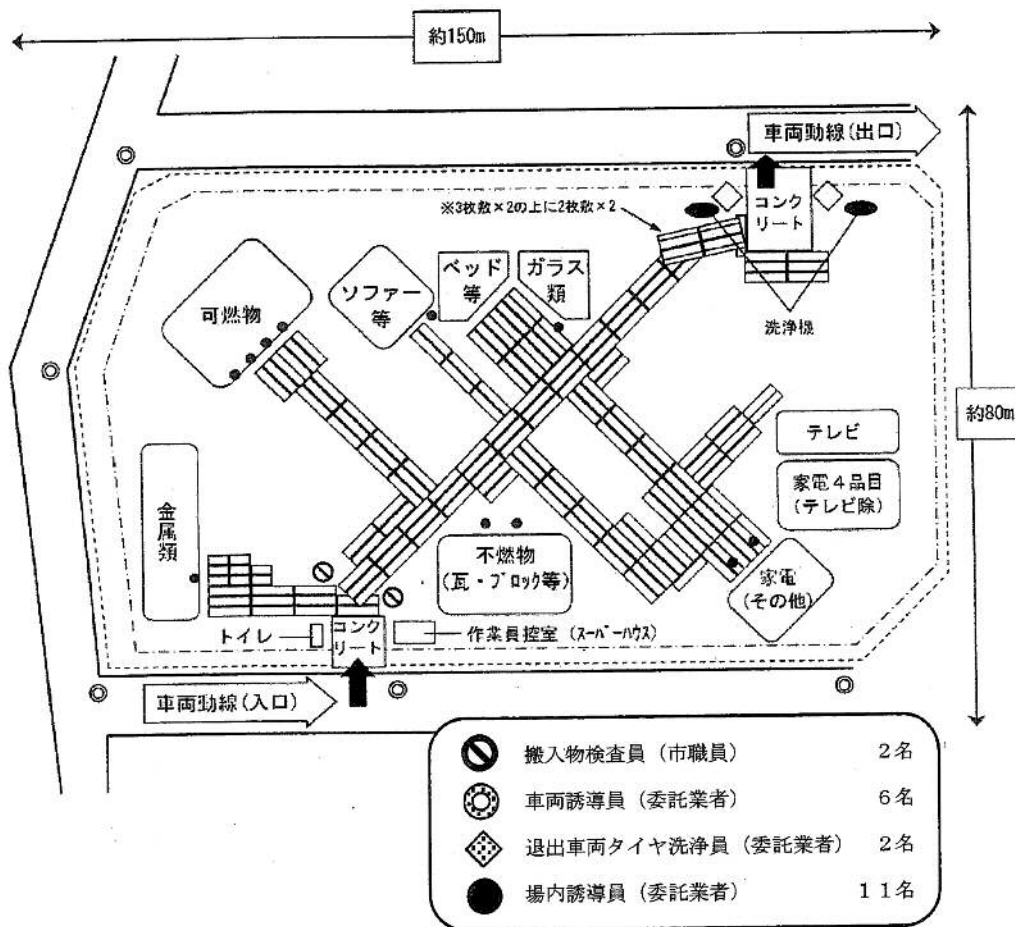 約150m
車両動線(出口)
コンク
リート
※3枚敷×2の上に2枚敷×2
洗浄機
ベッド
等
ガラス
類
ソファー
等
可燃物
約80m
テレビ
家電4品目
(テレビ除)
家電
(その他)
金属類
不燃物
(瓦・ブロック等)
トイレ
コンク
リート
作業員控室 (スーパーハウス)
車両動線(入口)
搬入物検査員 (市職員) 2名
車両誘導員 (委託業者) 6名
退出車両タイヤ洗浄員 (委託業者) 2名
場内誘導員 (委託業者) 11名